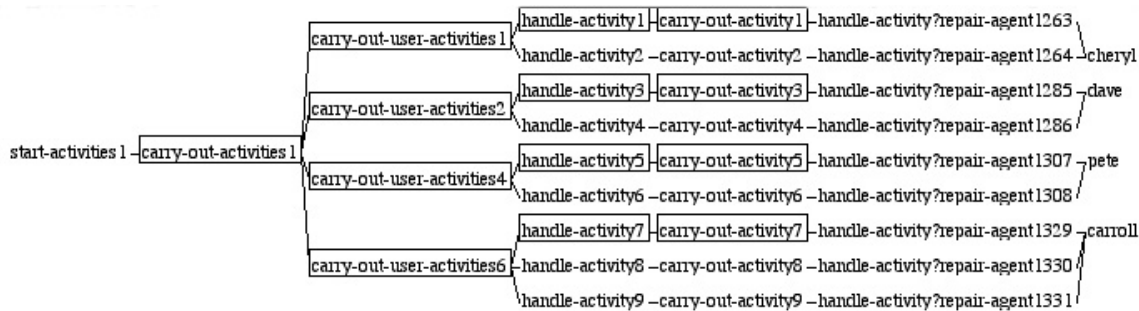 handle-activity1 carry-out-activity1 handle-activity?repair-agent1263
carry-out-user-activities1
handle-activity2 carry-out-activity2 handle-activity?repair-agent1264 cheryl
handle-activity3 carry-out-activity3 handle-activity?repair-agent1285 dave
carry-out-user-activities2
handle-activity4 carry-out-activity4 handle-activity?repair-agent1286
start-activities1 carry-out-activities1
handle-activity5 carry-out-activity5 handle-activity?repair-agent1307 pete
carry-out-user-activities4
handle-activity6 carry-out-activity6 handle-activity?repair-agent1308
handle-activity7 carry-out-activity7 handle-activity?repair-agent1329 carroll
carry-out-user-activities6 handle-activity8 carry-out-activity8 handle-activity?repair-agent1330
handle-activity9 carry-out-activity9 handle-activity?repair-agent1331